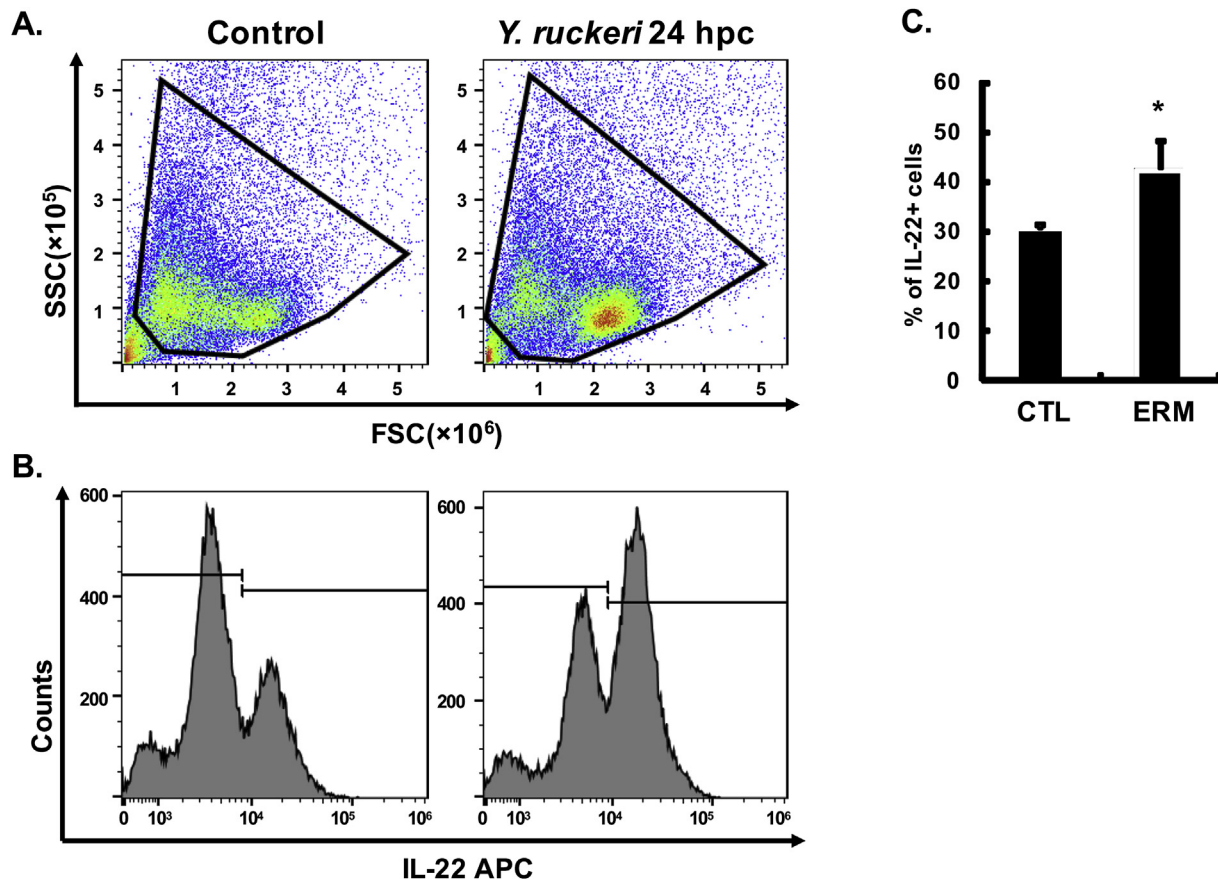 A.
Control
Y. ruckeri 24 hpc
SSC(×10⁵)
5
4
3
2
1
1 2 3 4 5
5
4
3
2
1
1 2 3 4 5
FSC(×10⁶)
B.
Counts
600
400
200
0 10³ 10⁴ 10⁵ 10⁶
600
400
200
0 10³ 10⁴ 10⁵ 10⁶
IL-22 APC
C.
% of IL-22+ cells
60
50
40
30
20
10
0
*
CTL ERM